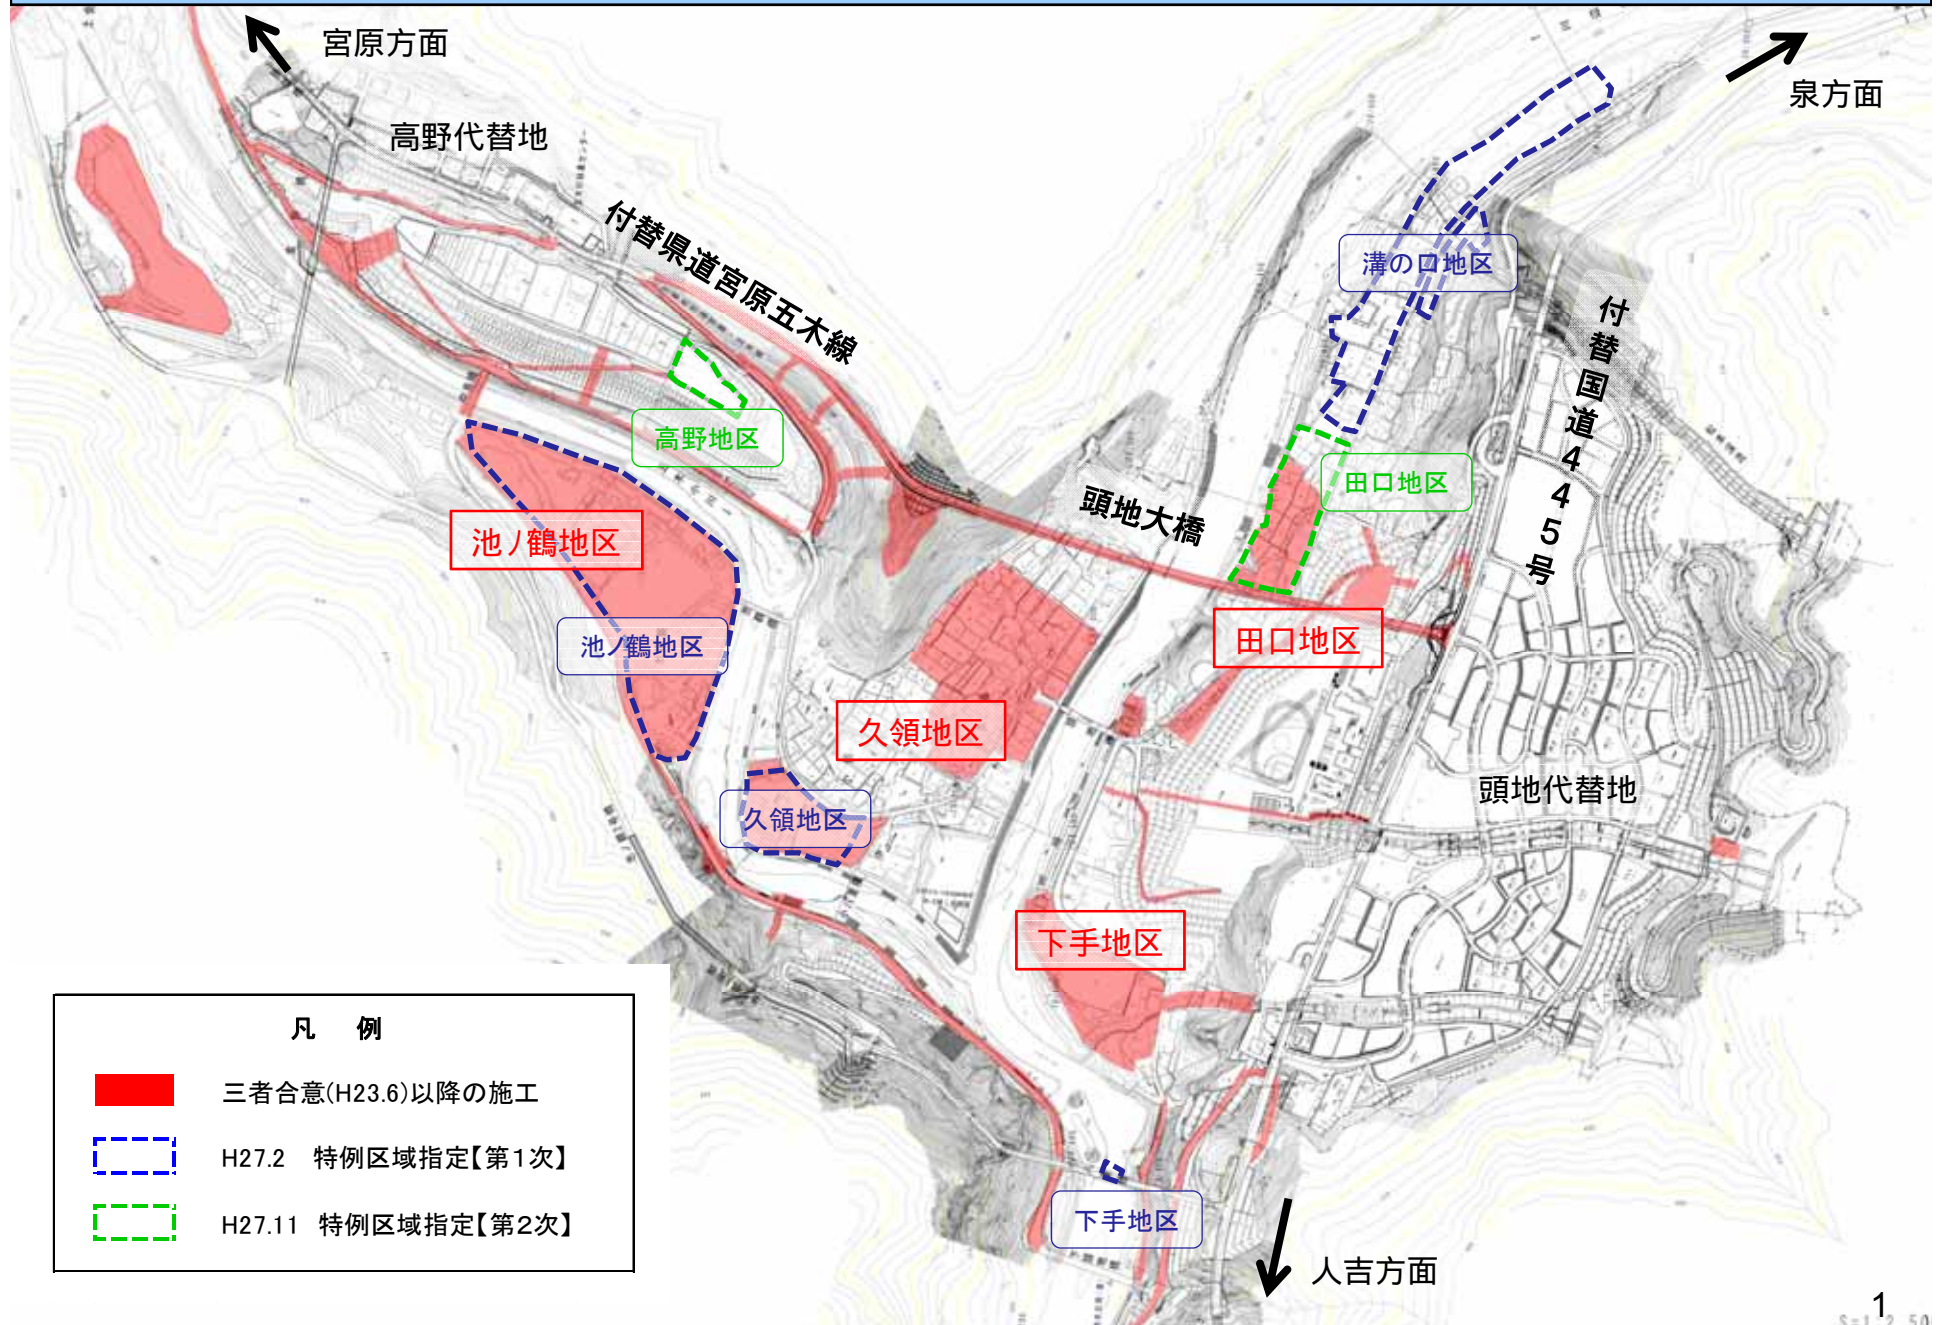 宮原方面
泉方面
高野代替地
付替県道宮原五木線
溝の口地区
付替国道445号
高野地区
田口地区
頭地大橋
池ノ鶴地区
池ノ鶴地区
田口地区
久領地区
頭地代替地
久領地区
下手地区
凡 例
三者合意(H23.6)以降の施工
H27.2 特例区域指定【第1次】
H27.11 特例区域指定【第2次】
下手地区
人吉方面
1